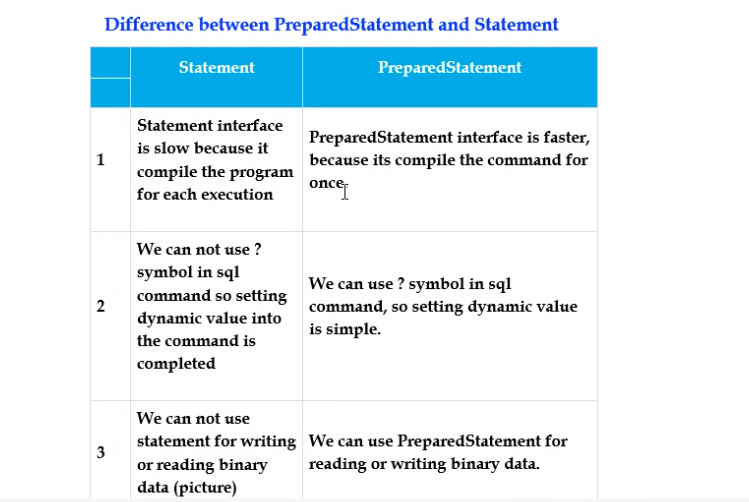 Difference between PreparedStatement and Statement
Statement
PreparedStatement
1
Statement interface
is slow because it
compile the program
for each execution
PreparedStatement interface is faster,
because its compile the command for
once.
2
We can not use ?
symbol in sql
command so setting
dynamic value into
the command is
completed
We can use ? symbol in sql
command, so setting dynamic value
is simple.
3
We can not use
statement for writing
or reading binary
data (picture)
We can use PreparedStatement for
reading or writing binary data.